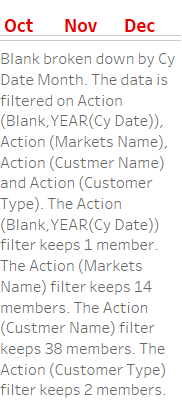 Oct Nov Dec
Blank broken down by Cy
Date Month. The data is
filtered on Action
(Blank,YEAR(Cy Date)),
Action (Markets Name),
Action (Custmer Name)
and Action (Customer
Type). The Action
(Blank,YEAR(Cy Date))
filter keeps 1 member.
The Action (Markets
Name) filter keeps 14
members. The Action
(Custmer Name) filter
keeps 38 members. The
Action (Customer Type)
filter keeps 2 members.